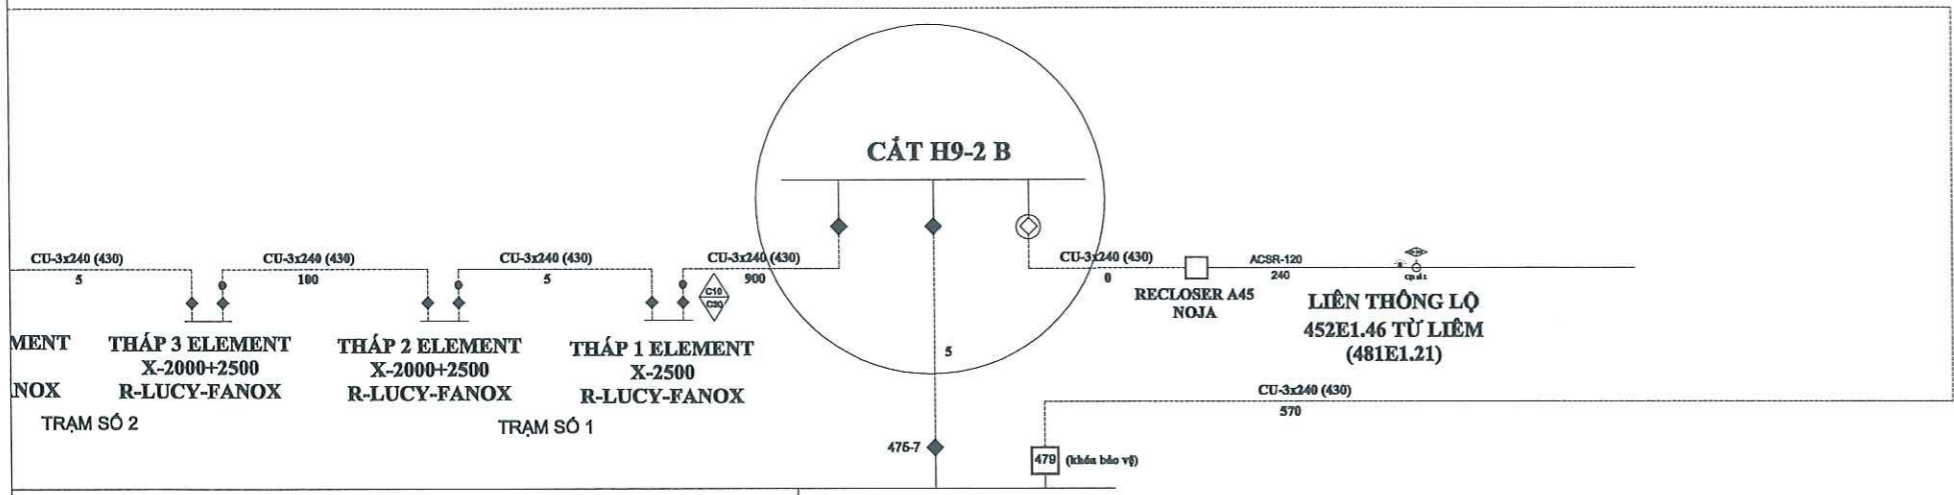 CẮT H9-2 B
CU-3x240 (430)
5
CU-3x240 (430)
100
CU-3x240 (430)
5
CU-3x240 (430)
900
C10
C30
CU-3x240 (430)
0
ACSR-120
240
RECLOSER A45
NOJA
LIÊN THÔNG LỘ
452E1.46 TỪ LIÊM
(481E1.21)
MENT
NOX
THÁP 3 ELEMENT
X-2000+2500
R-LUCY-FANOX
THÁP 2 ELEMENT
X-2000+2500
R-LUCY-FANOX
THÁP 1 ELEMENT
X-2500
R-LUCY-FANOX
TRẠM SỐ 2
TRẠM SỐ 1
5
CU-3x240 (430)
570
475-7
479
(khóa bảo vệ)